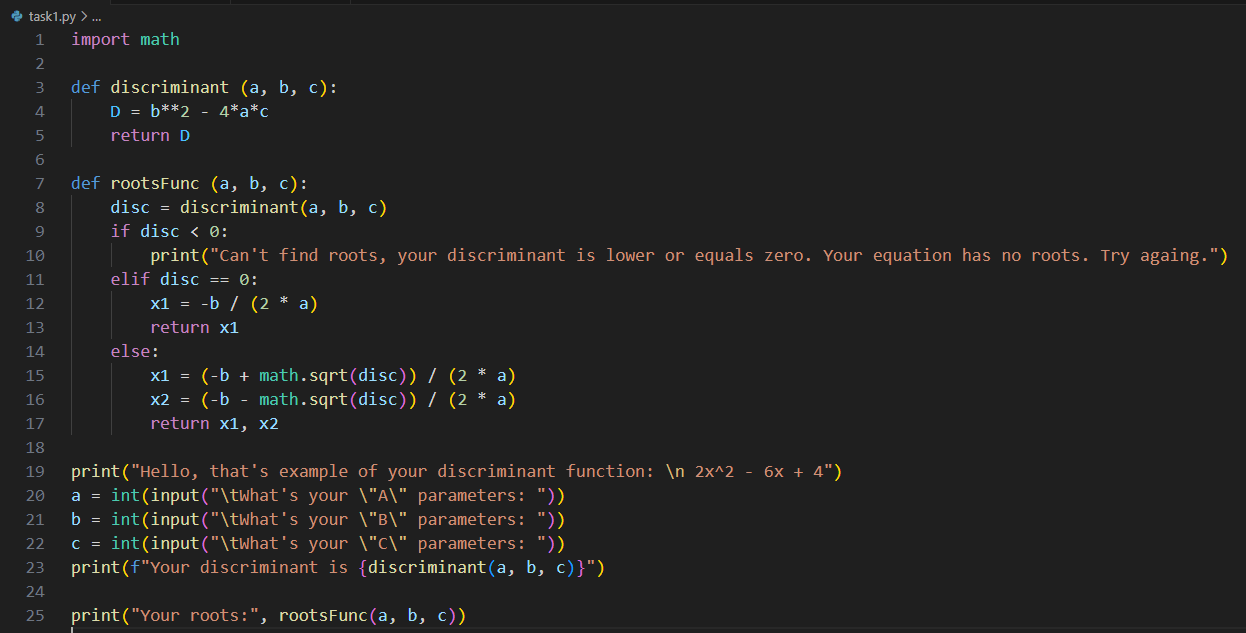 task1.py > ...
1 import math
2
3 def discriminant (a, b, c):
4     D = b**2 - 4*a*c
5     return D
6
7 def rootsFunc (a, b, c):
8     disc = discriminant(a, b, c)
9     if disc < 0:
10         print("Can't find roots, your discriminant is lower or equals zero. Your equation has no roots. Try againg.")
11     elif disc == 0:
12         x1 = -b / (2 * a)
13         return x1
14     else:
15         x1 = (-b + math.sqrt(disc)) / (2 * a)
16         x2 = (-b - math.sqrt(disc)) / (2 * a)
17         return x1, x2
18
19 print("Hello, that's example of your discriminant function: \n 2x^2 - 6x + 4")
20 a = int(input("\tWhat's your \"A\" parameters: "))
21 b = int(input("\tWhat's your \"B\" parameters: "))
22 c = int(input("\tWhat's your \"C\" parameters: "))
23 print(f"Your discriminant is {discriminant(a, b, c)}")
24
25 print("Your roots:", rootsFunc(a, b, c))